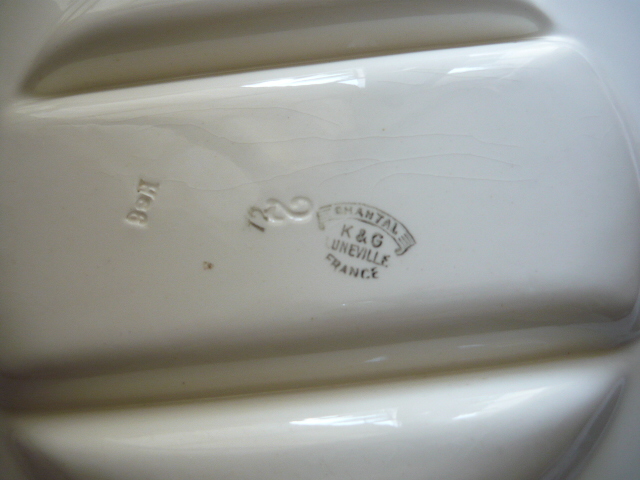 CHANTAL
K & G
LUNEVILLE
FRANCE